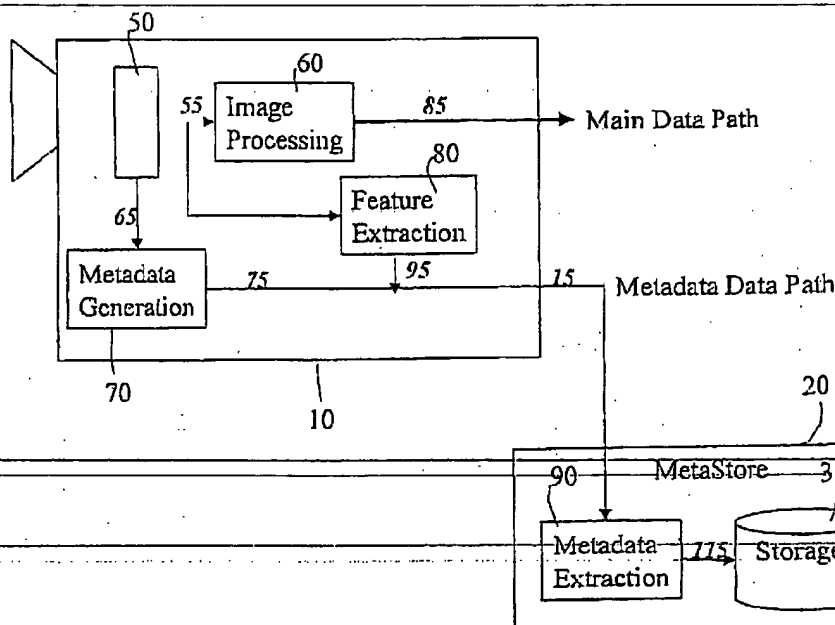 50
60
55
Image
Processing
85
Main Data Path
80
Feature
Extraction
65
95
Metadata
Generation
75
15
Metadata Data Path
70
10
20
MetaStore
3
90
Metadata
Extraction
115
Storage